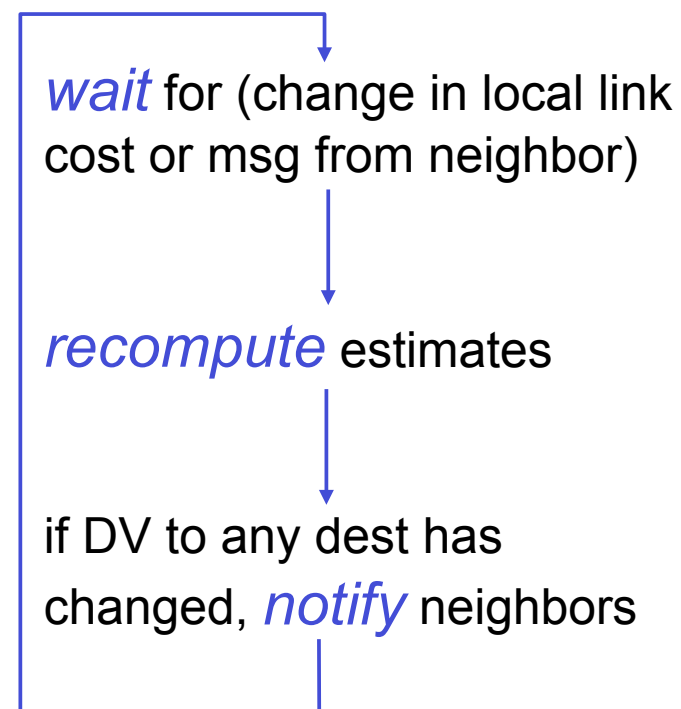 wait for (change in local link
cost or msg from neighbor)
recompute estimates
if DV to any dest has
changed, notify neighbors